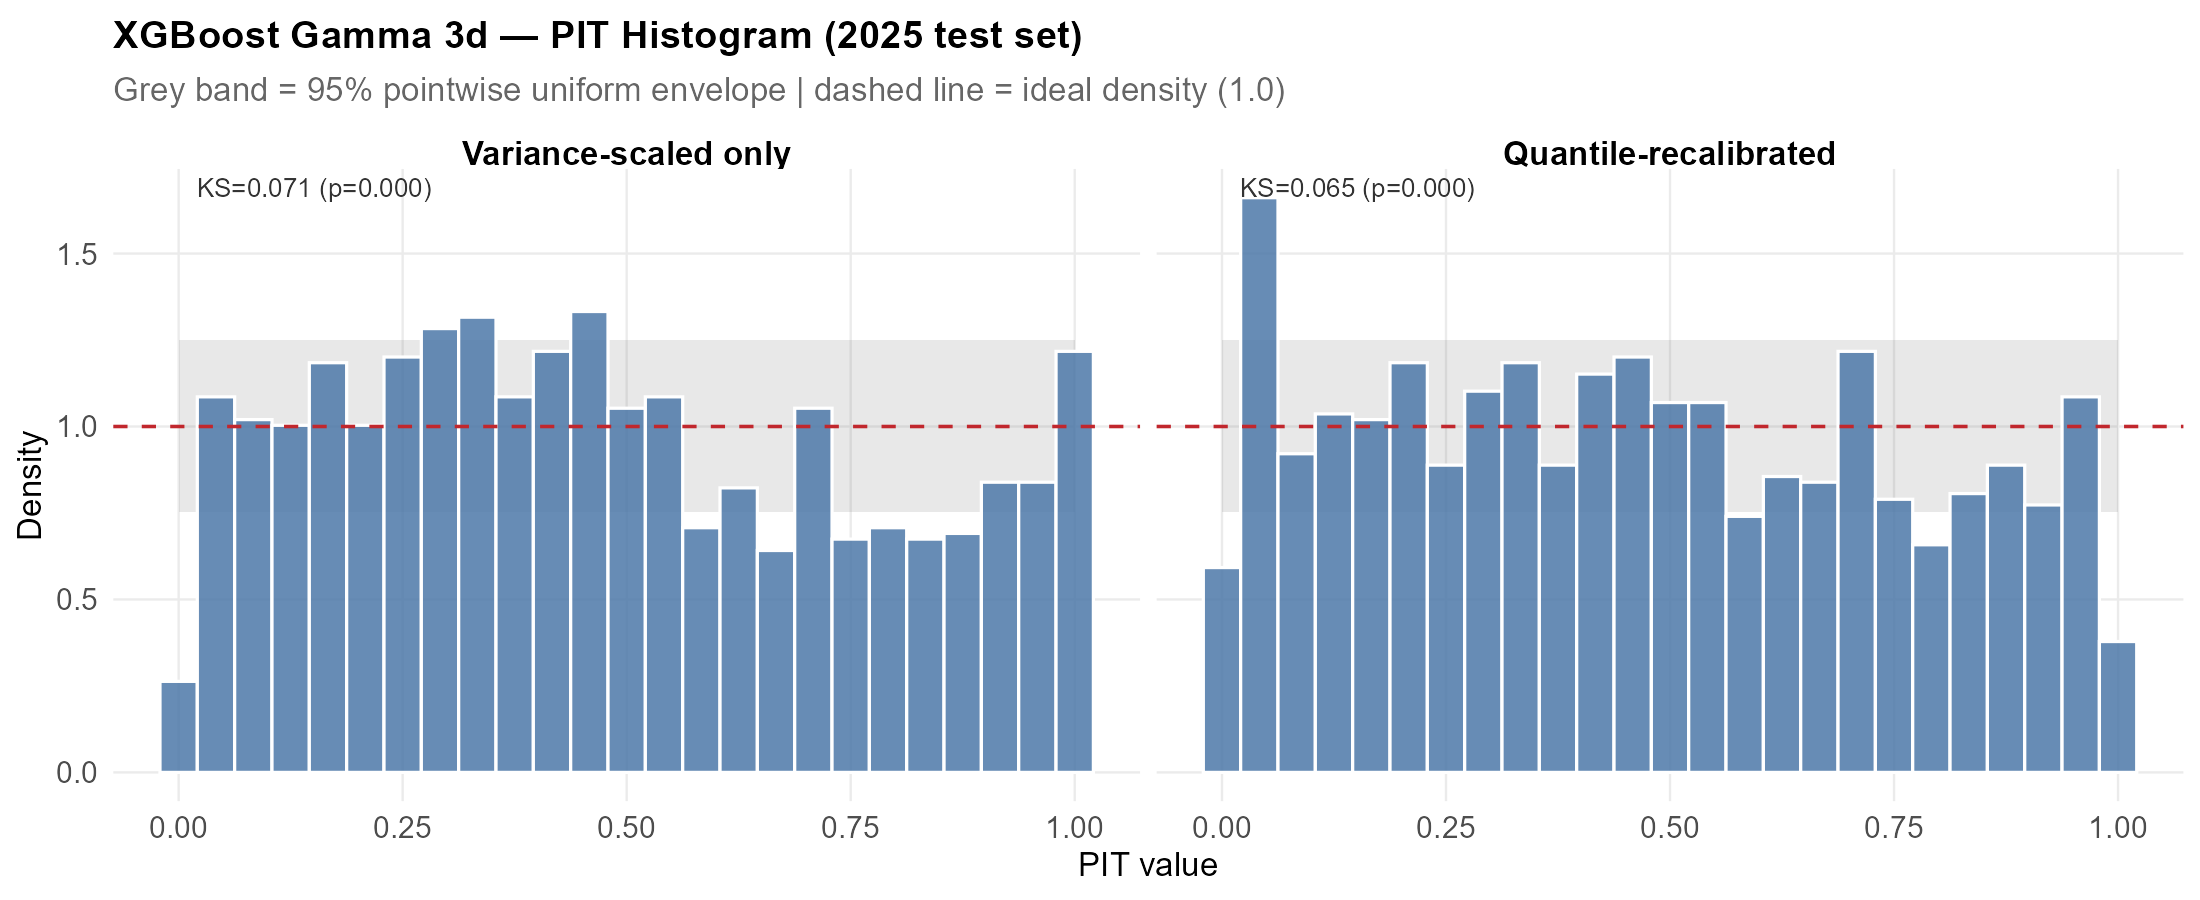 XGBoost Gamma 3d — PIT Histogram (2025 test set)
Grey band = 95% pointwise uniform envelope | dashed line = ideal density (1.0)
Variance-scaled only
Quantile-recalibrated
KS=0.071 (p=0.000)
KS=0.065 (p=0.000)
1.5
1.0
0.5
0.0
Density
0.00 0.25 0.50 0.75 1.00
0.00 0.25 0.50 0.75 1.00
PIT value